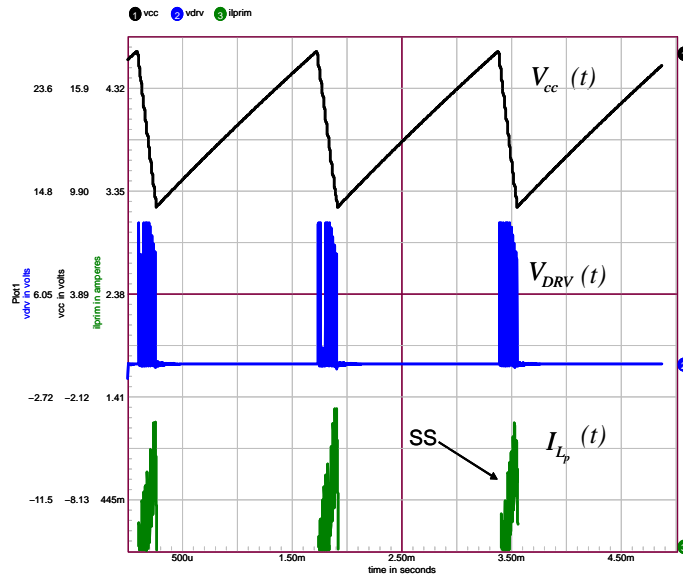 1 vcc 2 vdrv 3 ilprim
V_cc (t)
23.6 15.9 4.32
14.8 9.90 3.35
V_DRV (t)
Plot1
vdrv in volts
vcc in volts
ilprim in amperes
6.05 3.89 2.38
-2.72 -2.12 1.41
SS
I_Lp (t)
-11.5 -8.13 445m
500u 1.50m 2.50m 3.50m 4.50m
time in seconds